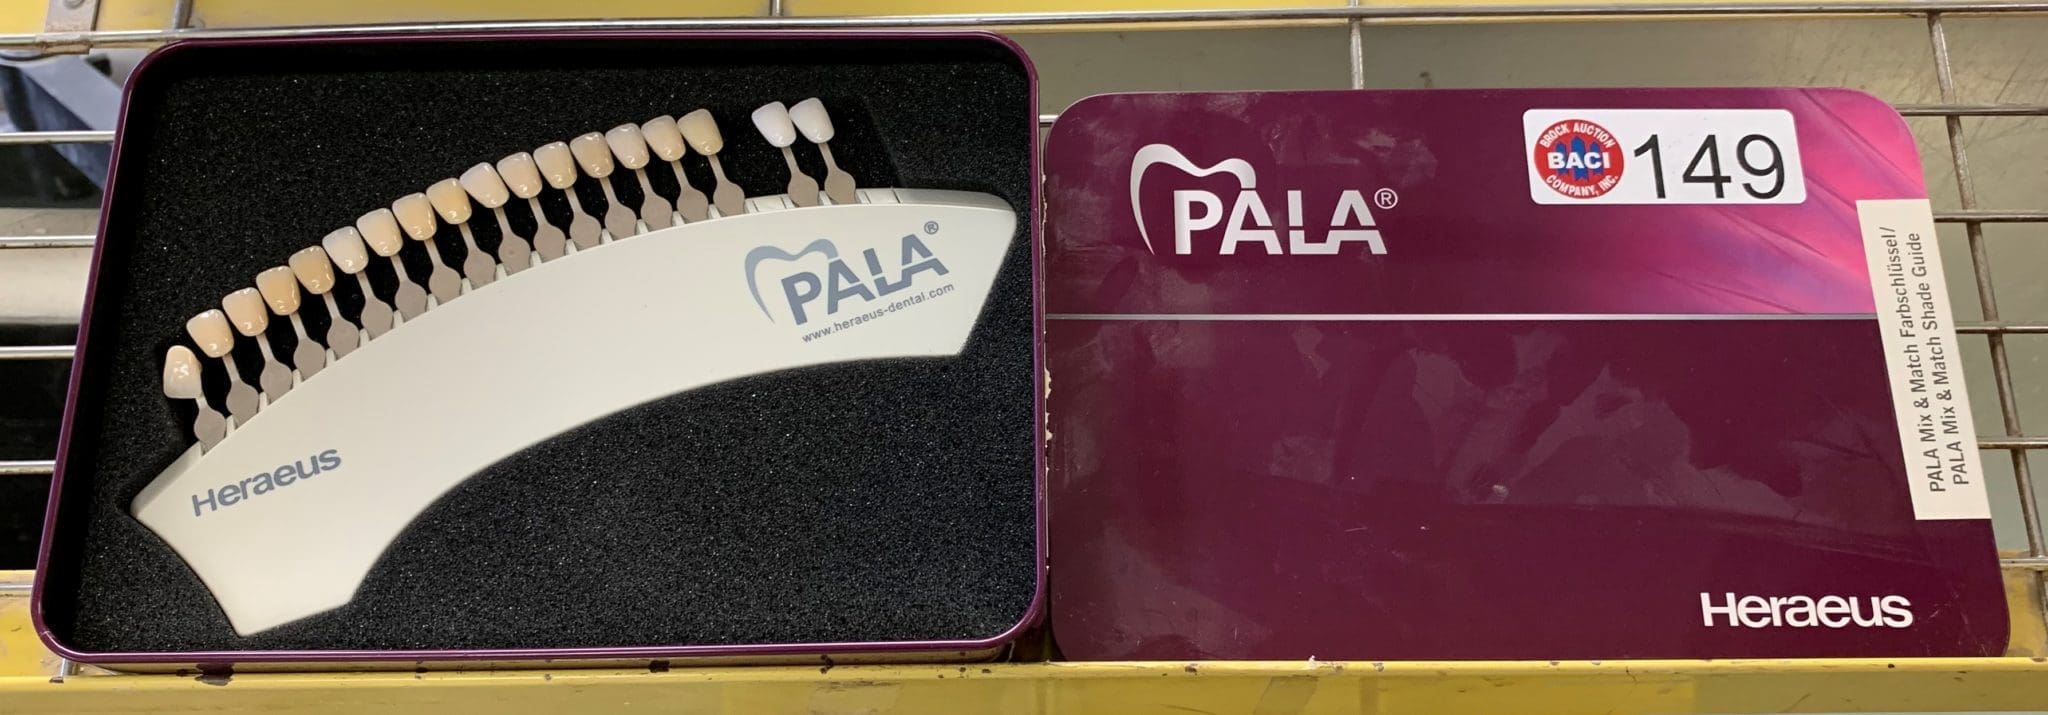 PALA®
www.heraeus-dental.com
Heraeus
PALA®
BROCK AUCTION
BACI
COMPANY, INC.
149
PALA Mix & Match Farbschlüssel/
PALA Mix & Match Shade Guide
Heraeus